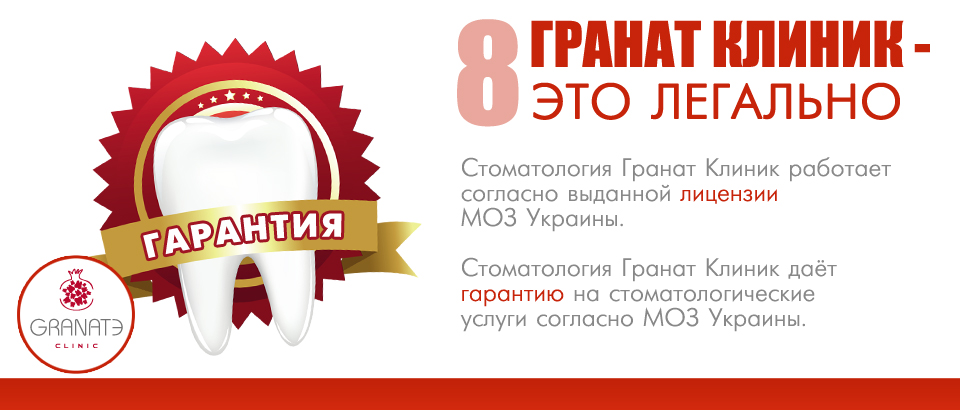 8
ГРАНАТ КЛИНИК -
ЭТО ЛЕГАЛЬНО
Стоматология Гранат Клиник работает
согласно выданной лицензии
МОЗ Украины.
Стоматология Гранат Клиник даёт
гарантию на стоматологические
услуги согласно МОЗ Украины.
ГАРАНТИЯ
GRANATЭ
CLINIC